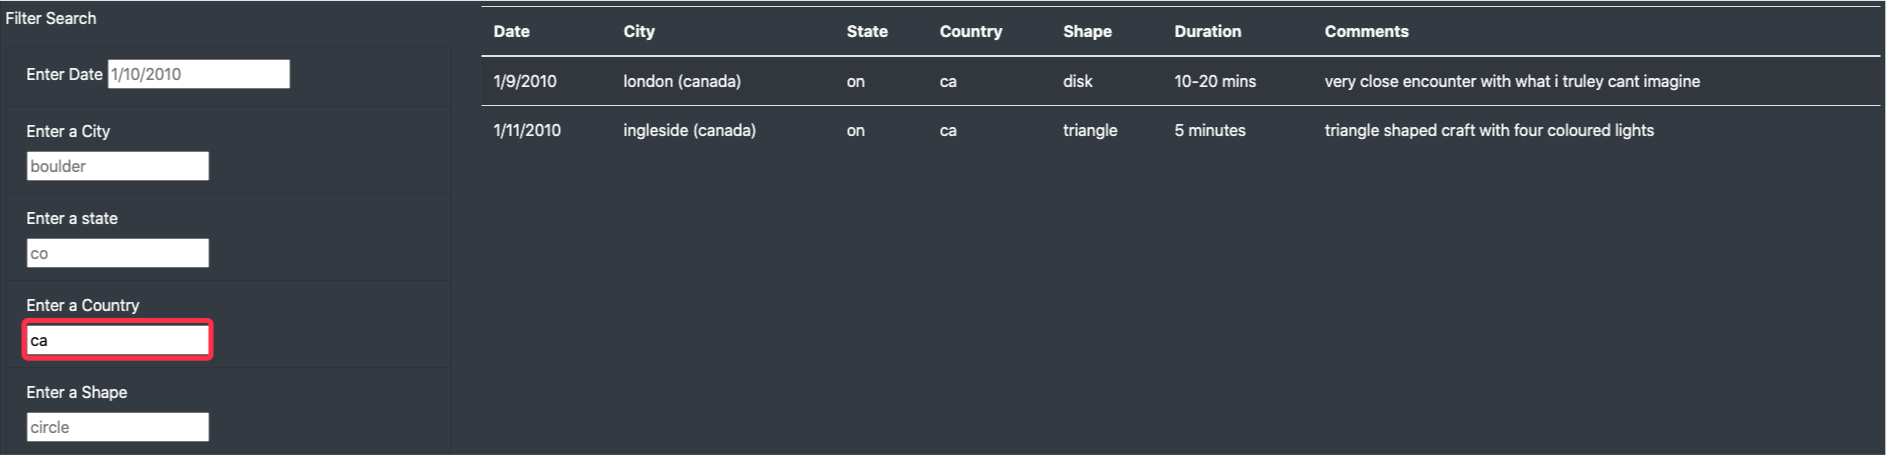 Filter Search
Enter Date 1/10/2010
Enter a City
boulder
Enter a state
co
Enter a Country
ca
Enter a Shape
circle
Date City State Country Shape Duration Comments
1/9/2010 london (canada) on ca disk 10-20 mins very close encounter with what i truley cant imagine
1/11/2010 ingleside (canada) on ca triangle 5 minutes triangle shaped craft with four coloured lights